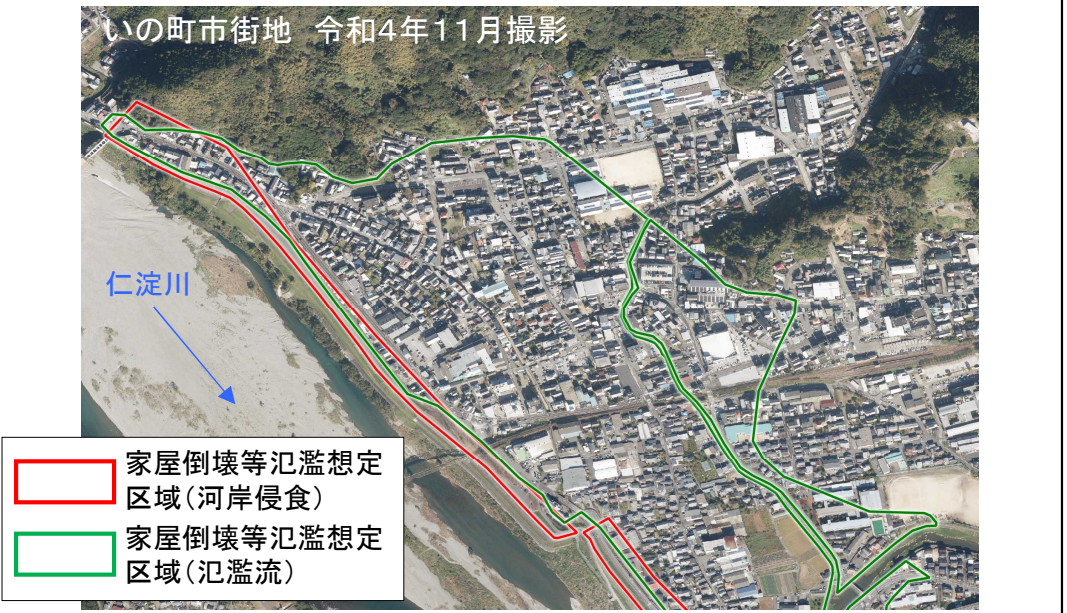 いの町市街地 令和4年11月撮影
仁淀川
家屋倒壊等氾濫想定
区域(河岸侵食)
家屋倒壊等氾濫想定
区域(氾濫流)